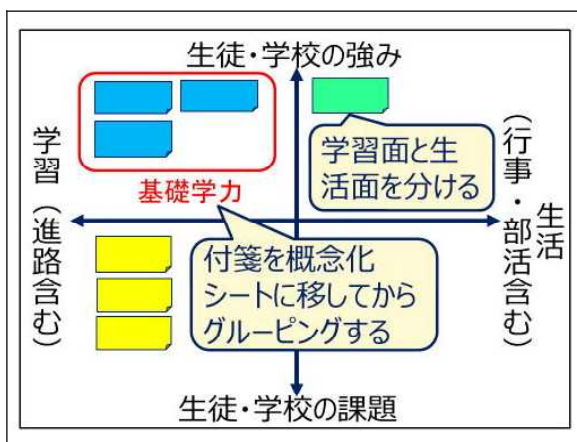 生徒・学校の強み
学習（進路含む）
基礎学力
学習面と生
活面を分ける
生活
（行事・部活含む）
付箋を概念化
シートに移してから
グルーピングする
生徒・学校の課題